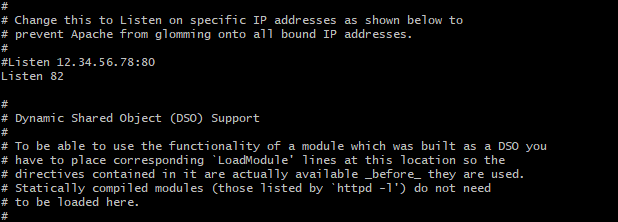 #
# Change this to Listen on specific IP addresses as shown below to
# prevent Apache from glomming onto all bound IP addresses.
#
#Listen 12.34.56.78:80
Listen 82

#
# Dynamic Shared Object (DSO) Support
#
# To be able to use the functionality of a module which was built as a DSO you
# have to place corresponding `LoadModule' lines at this location so the
# directives contained in it are actually available _before_ they are used.
# Statically compiled modules (those listed by `httpd -l') do not need
# to be loaded here.
#